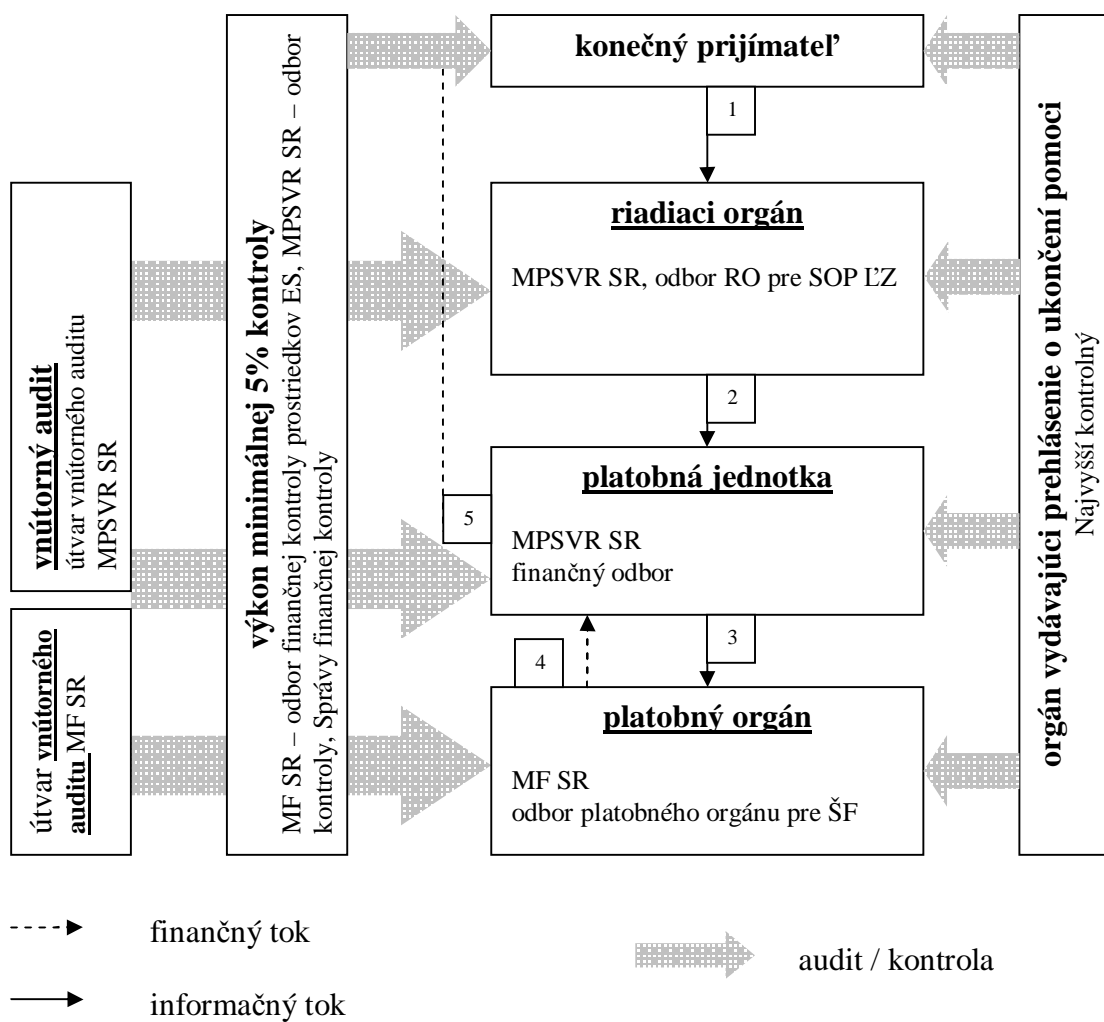 konečný prijímateľ
1
riadiaci orgán
MPSVR SR, odbor RO pre SOP ĽZ
2
platobná jednotka
MPSVR SR
finančný odbor
5
3
4
platobný orgán
MF SR
odbor platobného orgánu pre ŠF
vnútorný audit
útvar vnútorného auditu
MPSVR SR
útvar vnútorného
auditu MF SR
výkon minimálnej 5% kontroly
MF SR – odbor finančnej kontroly prostriedkov ES, MPSVR SR – odbor
kontroly, Správy finančnej kontroly
orgán vydávajúci prehlásenie o ukončení pomoci
Najvyšší kontrolný
finančný tok
audit / kontrola
informačný tok